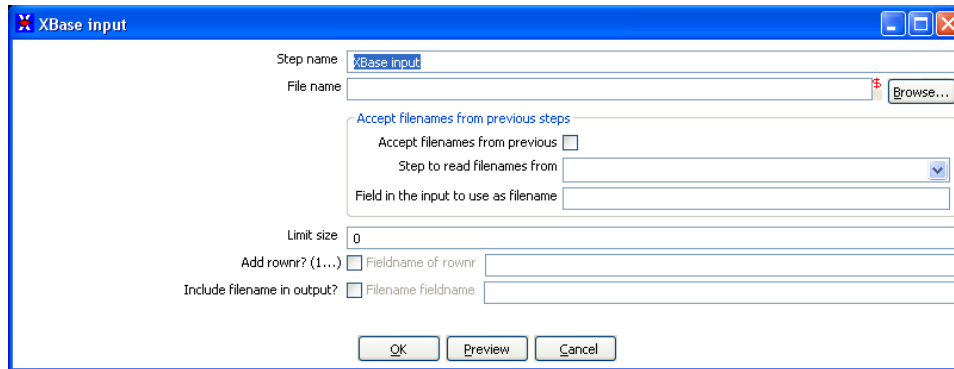 XBase input
Step name XBase input
File name $ Browse...
Accept filenames from previous steps
Accept filenames from previous
Step to read filenames from
Field in the input to use as filename
Limit size 0
Add rownr? (1...) Fieldname of rownr
Include filename in output? Filename fieldname
OK Preview Cancel